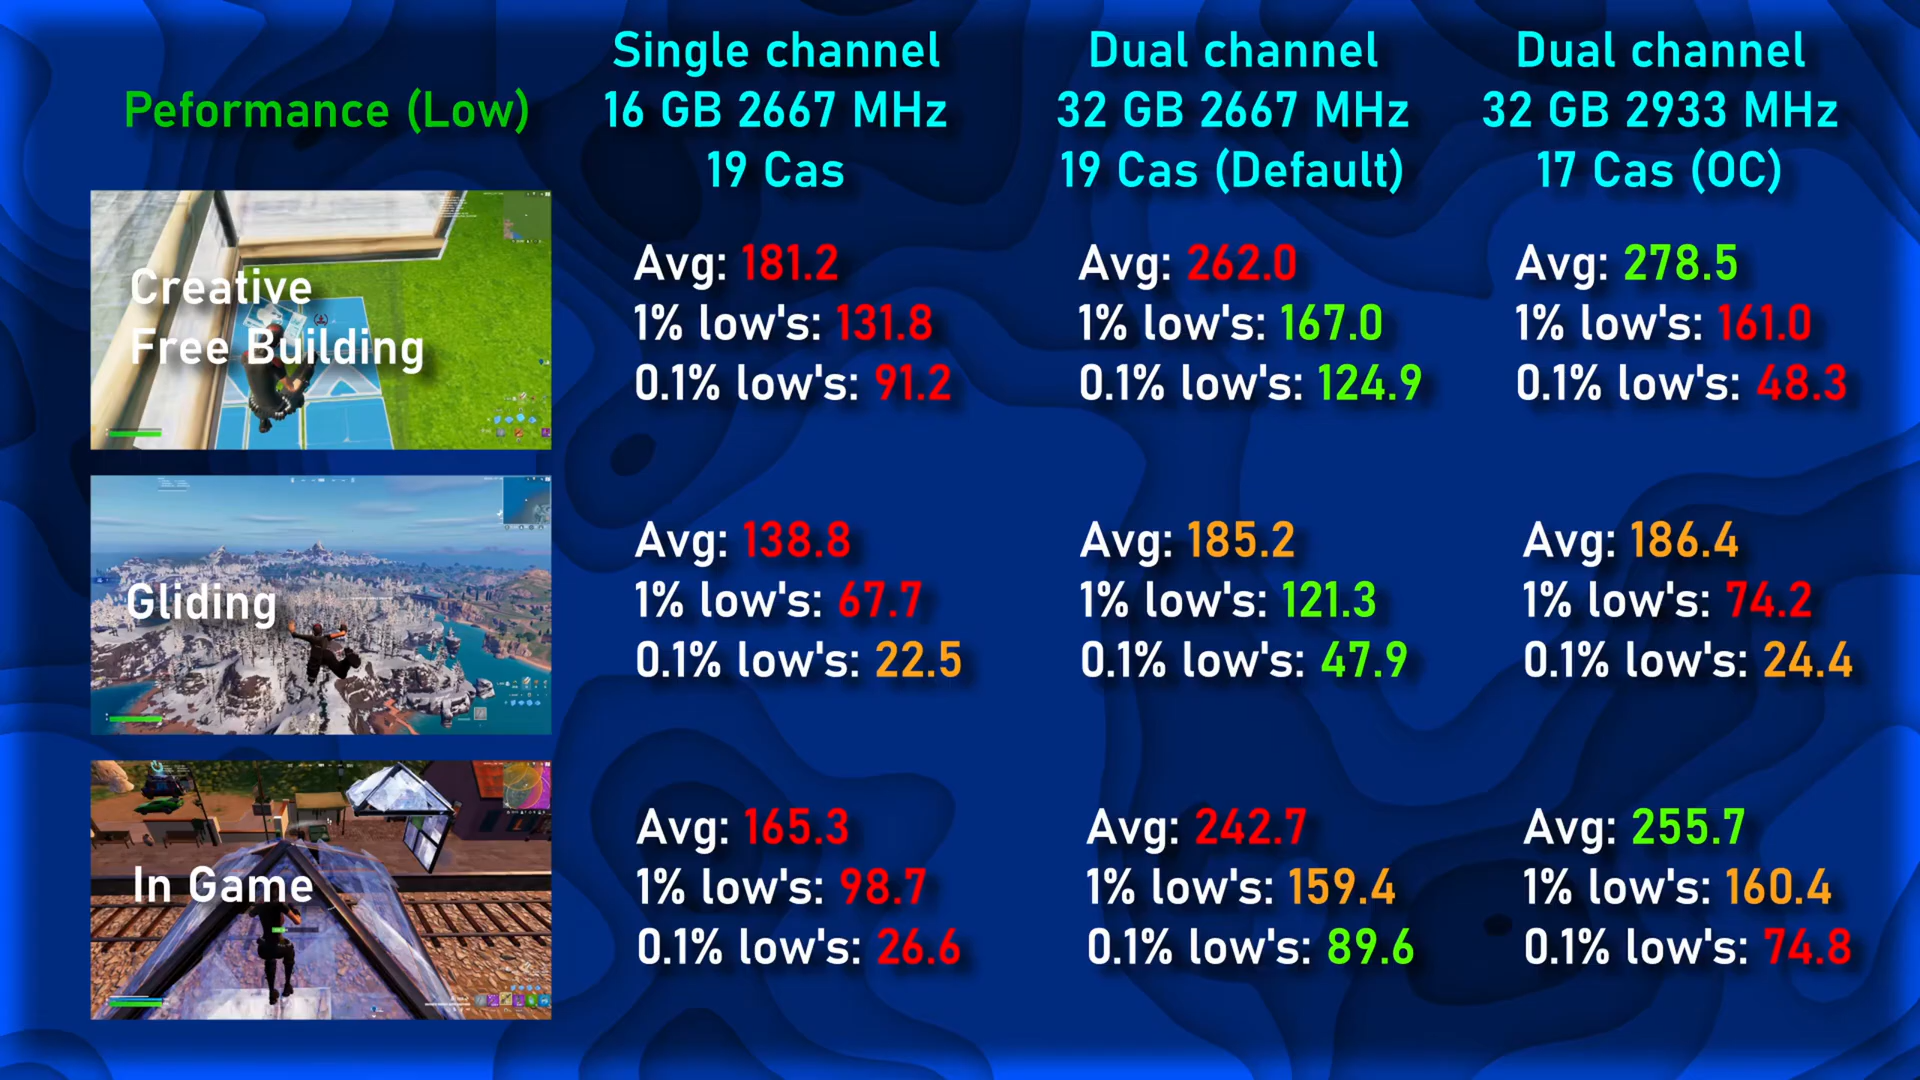 Peformance (Low)
Single channel
16 GB 2667 MHz
19 Cas
Dual channel
32 GB 2667 MHz
19 Cas (Default)
Dual channel
32 GB 2933 MHz
17 Cas (OC)
Creative
Free Building
Avg: 181.2
1% low's: 131.8
0.1% low's: 91.2
Avg: 262.0
1% low's: 167.0
0.1% low's: 124.9
Avg: 278.5
1% low's: 161.0
0.1% low's: 48.3
Gliding
Avg: 138.8
1% low's: 67.7
0.1% low's: 22.5
Avg: 185.2
1% low's: 121.3
0.1% low's: 47.9
Avg: 186.4
1% low's: 74.2
0.1% low's: 24.4
In Game
Avg: 165.3
1% low's: 98.7
0.1% low's: 26.6
Avg: 242.7
1% low's: 159.4
0.1% low's: 89.6
Avg: 255.7
1% low's: 160.4
0.1% low's: 74.8